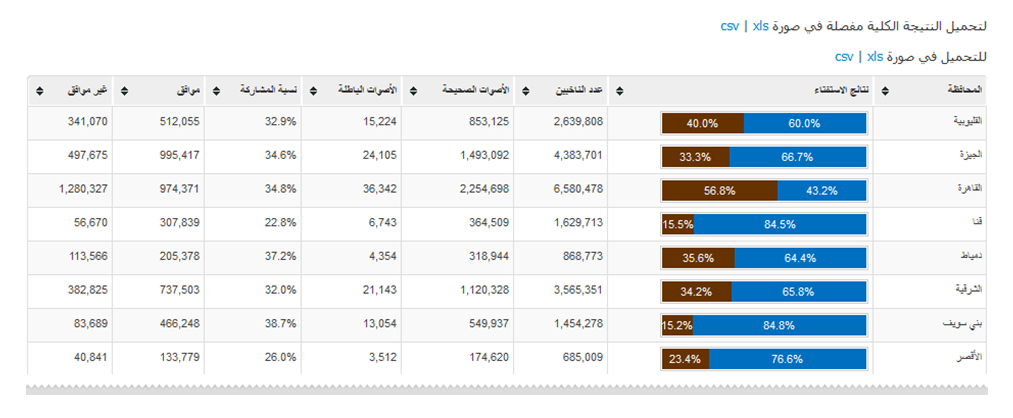 لتحميل النتيجة الكلية مفصلة في صورة csv | xls
للتحميل في صورة csv | xls
المحافظة نتائج الاستفتاء عدد الناخبين الأصوات الصحيحة الأصوات الباطلة نسبة المشاركة موافق غير موافق
القليوبية 60.0% 40.0% 2,639,808 853,125 15,224 32.9% 512,055 341,070
الجيزة 66.7% 33.3% 4,383,701 1,493,092 24,105 34.6% 995,417 497,675
القاهرة 43.2% 56.8% 6,580,478 2,254,698 36,342 34.8% 974,371 1,280,327
قنا 84.5% 15.5% 1,629,713 364,509 6,743 22.8% 307,839 56,670
دمياط 64.4% 35.6% 868,773 318,944 4,354 37.2% 205,378 113,566
الشرقية 65.8% 34.2% 3,565,351 1,120,328 21,143 32.0% 737,503 382,825
بني سويف 84.8% 15.2% 1,454,278 549,937 13,054 38.7% 466,248 83,689
الأقصر 76.6% 23.4% 685,009 174,620 3,512 26.0% 133,779 40,841